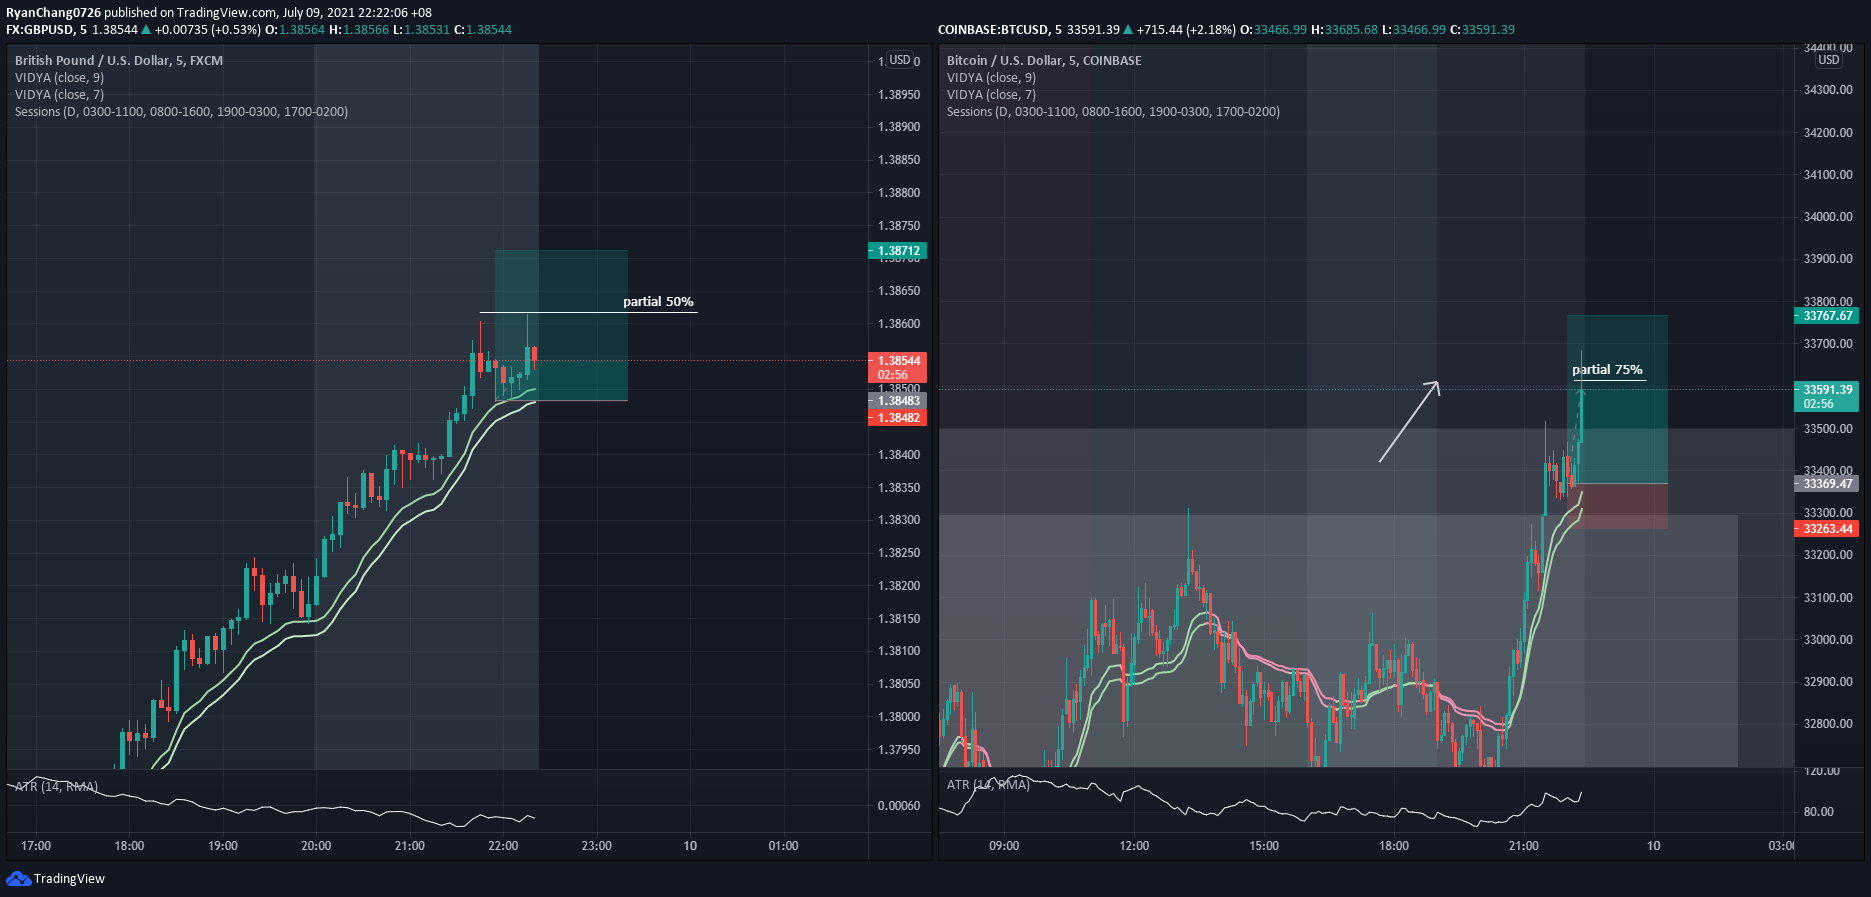 RyanChang0726 published on TradingView.com, July 09, 2021 22:22:06 +08
FX:GBPUSD, 5 1.38544 ▲ +0.00735 (+0.53%) O:1.38564 H:1.38566 L:1.38531 C:1.38544
British Pound / U.S. Dollar, 5, FXCM
VIDYA (close, 9)
VIDYA (close, 7)
Sessions (D, 0300-1100, 0800-1600, 1900-0300, 1700-0200)
USD
1.38950
1.38900
1.38850
1.38800
1.38750
1.38712
1.38650
partial 50%
1.38600
1.38544
02:56
1.38500
1.38483
1.38482
1.38400
1.38350
1.38300
1.38250
1.38200
1.38150
1.38100
1.38050
1.38000
1.37950
ATR (14, RMA)
0.00060
17:00 18:00 19:00 20:00 21:00 22:00 23:00 10 01:00
COINBASE:BTCUSD, 5 33591.39 ▲ +715.44 (+2.18%) O:33466.99 H:33685.68 L:33466.99 C:33591.39
Bitcoin / U.S. Dollar, 5, COINBASE
VIDYA (close, 9)
VIDYA (close, 7)
Sessions (D, 0300-1100, 0800-1600, 1900-0300, 1700-0200)
34400.00
USD
34300.00
34200.00
34100.00
34000.00
33900.00
33800.00
33767.67
33700.00
partial 75%
33591.39
02:56
33500.00
33400.00
33369.47
33300.00
33263.44
33200.00
33100.00
33000.00
32900.00
32800.00
120.00
ATR (14, RMA)
80.00
09:00 12:00 15:00 18:00 21:00 10
TradingView